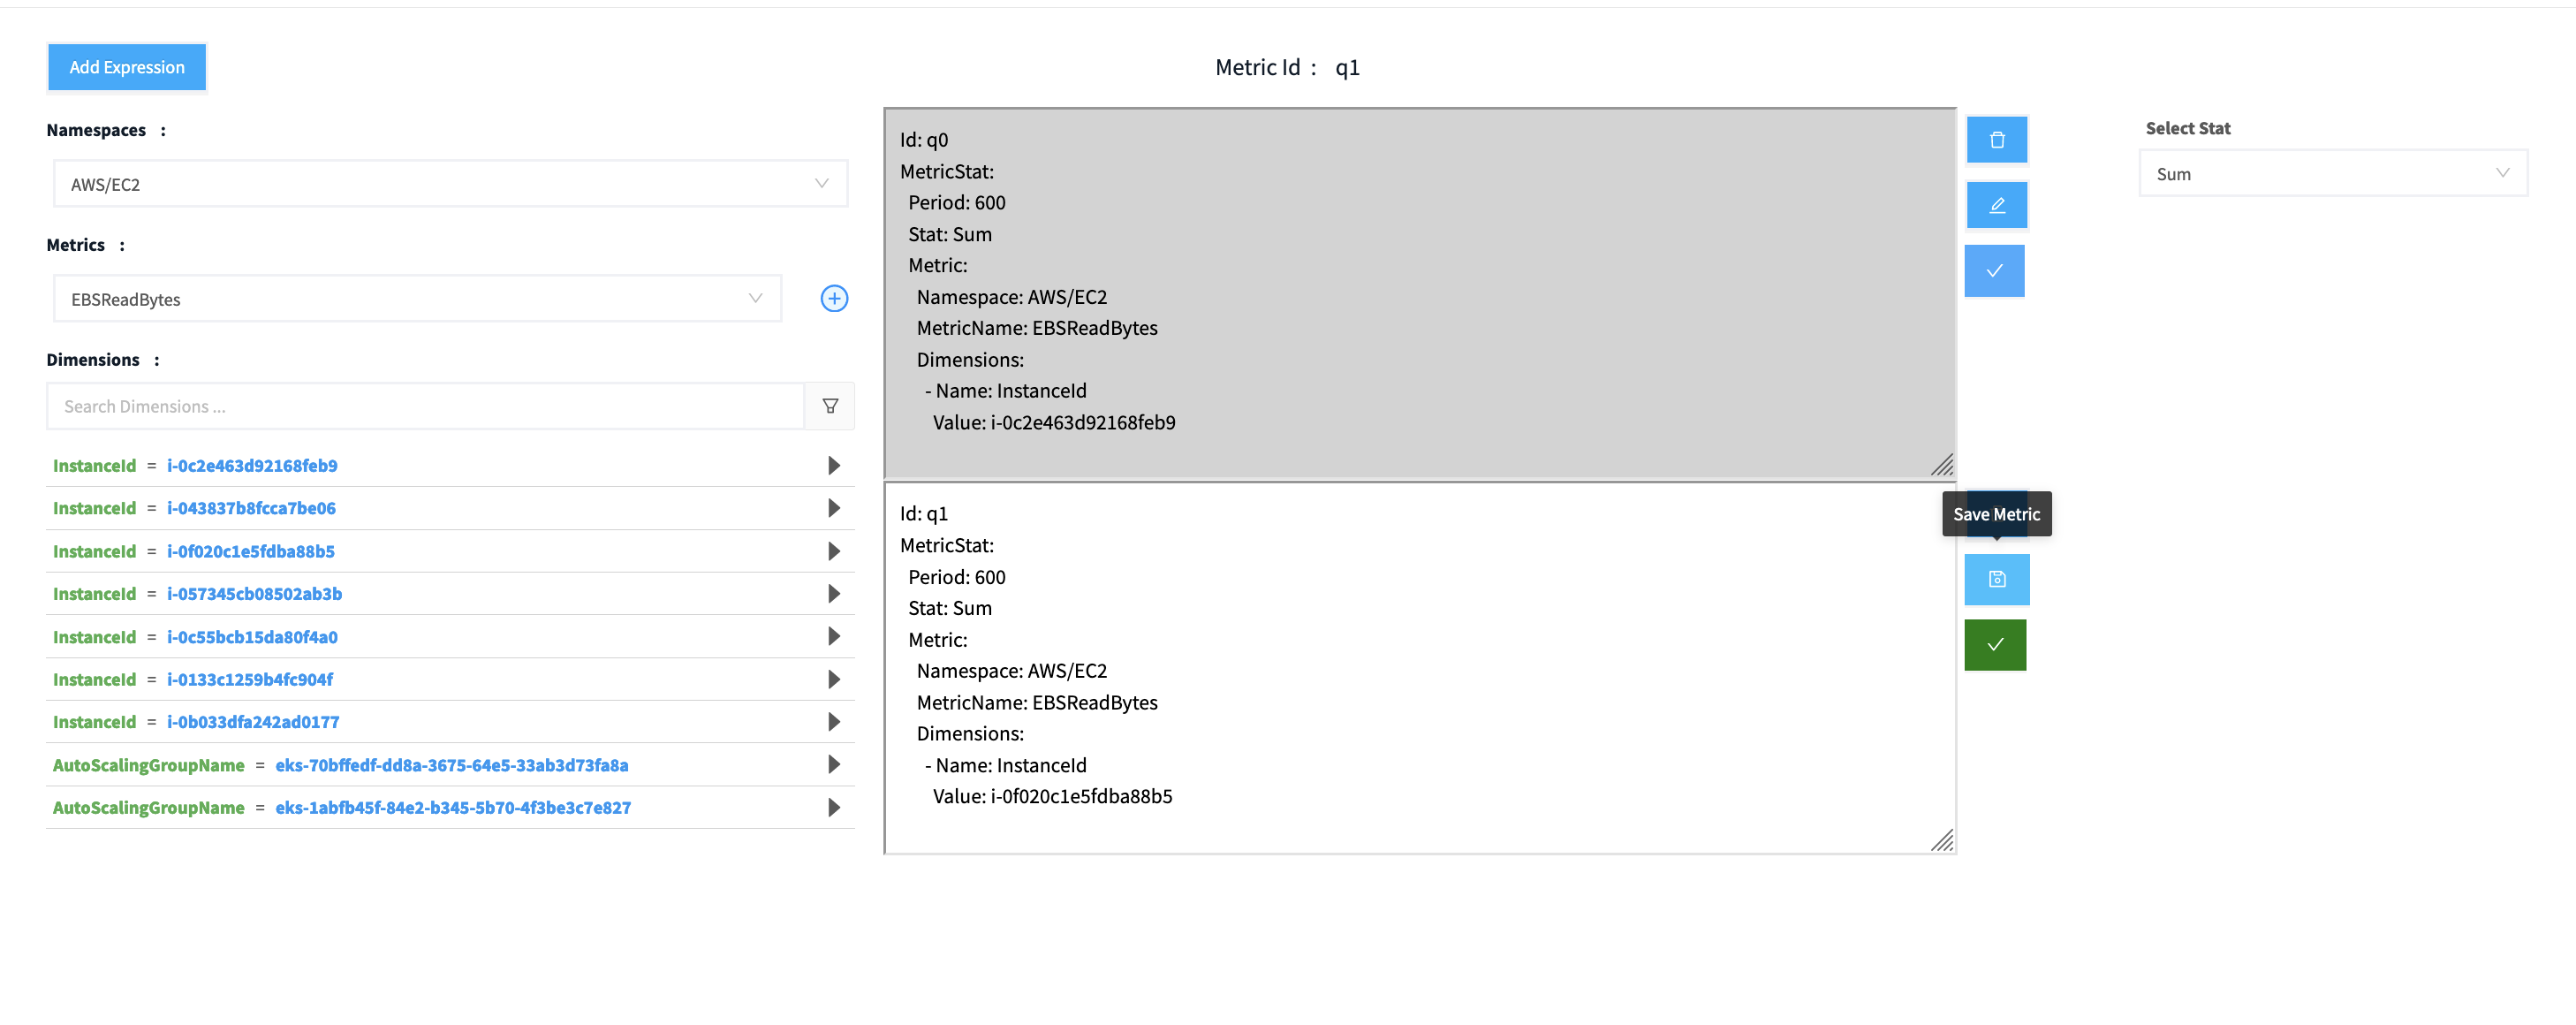 Add Expression
Metric Id : q1
Namespaces :
AWS/EC2
Metrics :
EBSReadBytes
Dimensions :
Search Dimensions ...
InstanceId = i-0c2e463d92168feb9
InstanceId = i-043837b8fcca7be06
InstanceId = i-0f020c1e5fdba88b5
InstanceId = i-057345cb08502ab3b
InstanceId = i-0c55bcb15da80f4a0
InstanceId = i-0133c1259b4fc904f
InstanceId = i-0b033dfa242ad0177
AutoScalingGroupName = eks-70bffedf-dd8a-3675-64e5-33ab3d73fa8a
AutoScalingGroupName = eks-1abfb45f-84e2-b345-5b70-4f3be3c7e827
Id: q0
MetricStat:
Period: 600
Stat: Sum
Metric:
Namespace: AWS/EC2
MetricName: EBSReadBytes
Dimensions:
- Name: InstanceId
Value: i-0c2e463d92168feb9
Id: q1
MetricStat:
Period: 600
Stat: Sum
Metric:
Namespace: AWS/EC2
MetricName: EBSReadBytes
Dimensions:
- Name: InstanceId
Value: i-0f020c1e5fdba88b5
Save Metric
Select Stat
Sum